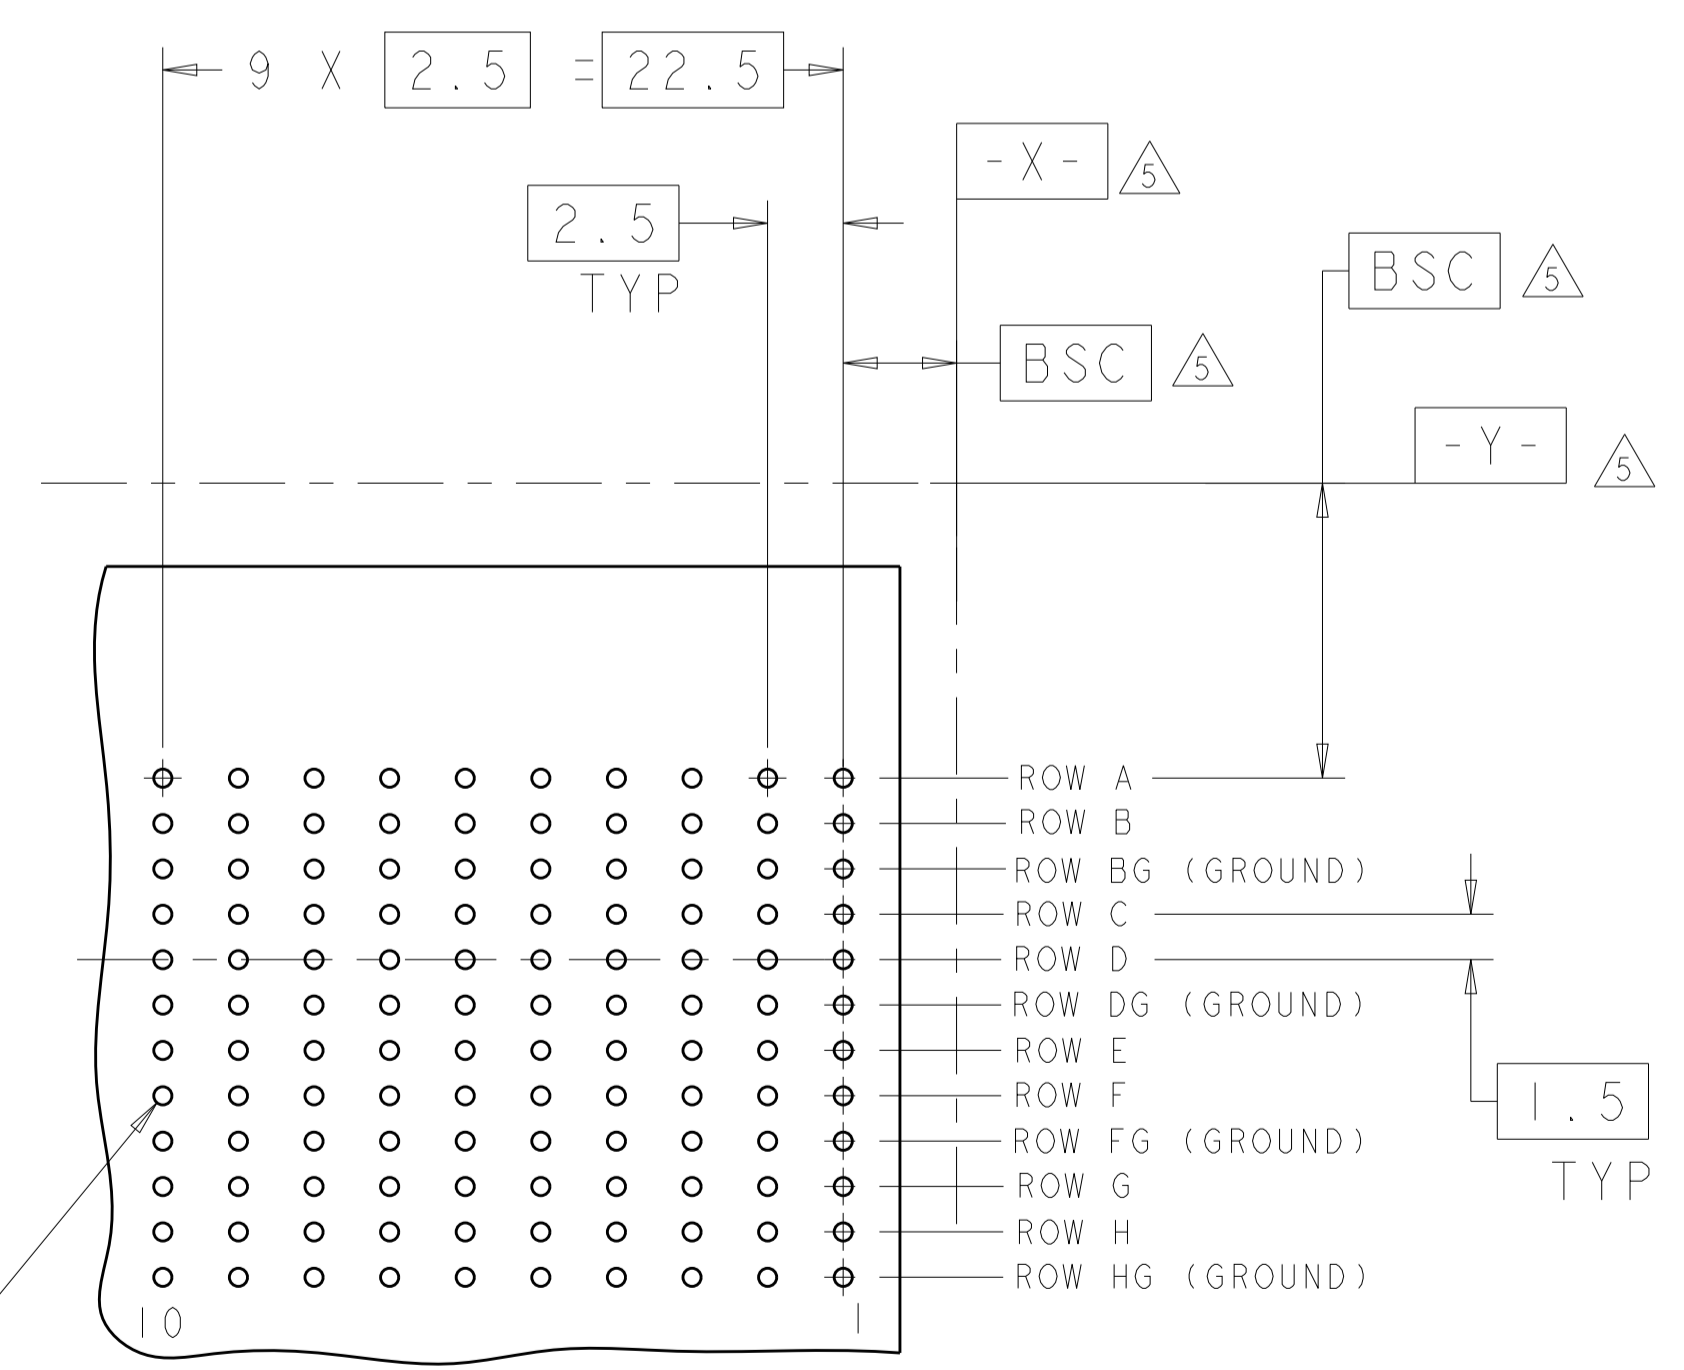 9 X 2.5 = 22.5
-X- 5
2.5
TYP
BSC 5
BSC 5
-Y- 5
ROW A
ROW B
ROW BG (GROUND)
ROW C
ROW D
ROW DG (GROUND)
ROW E
ROW F
ROW FG (GROUND)
1.5
TYP
ROW G
ROW H
ROW HG (GROUND)
10 1